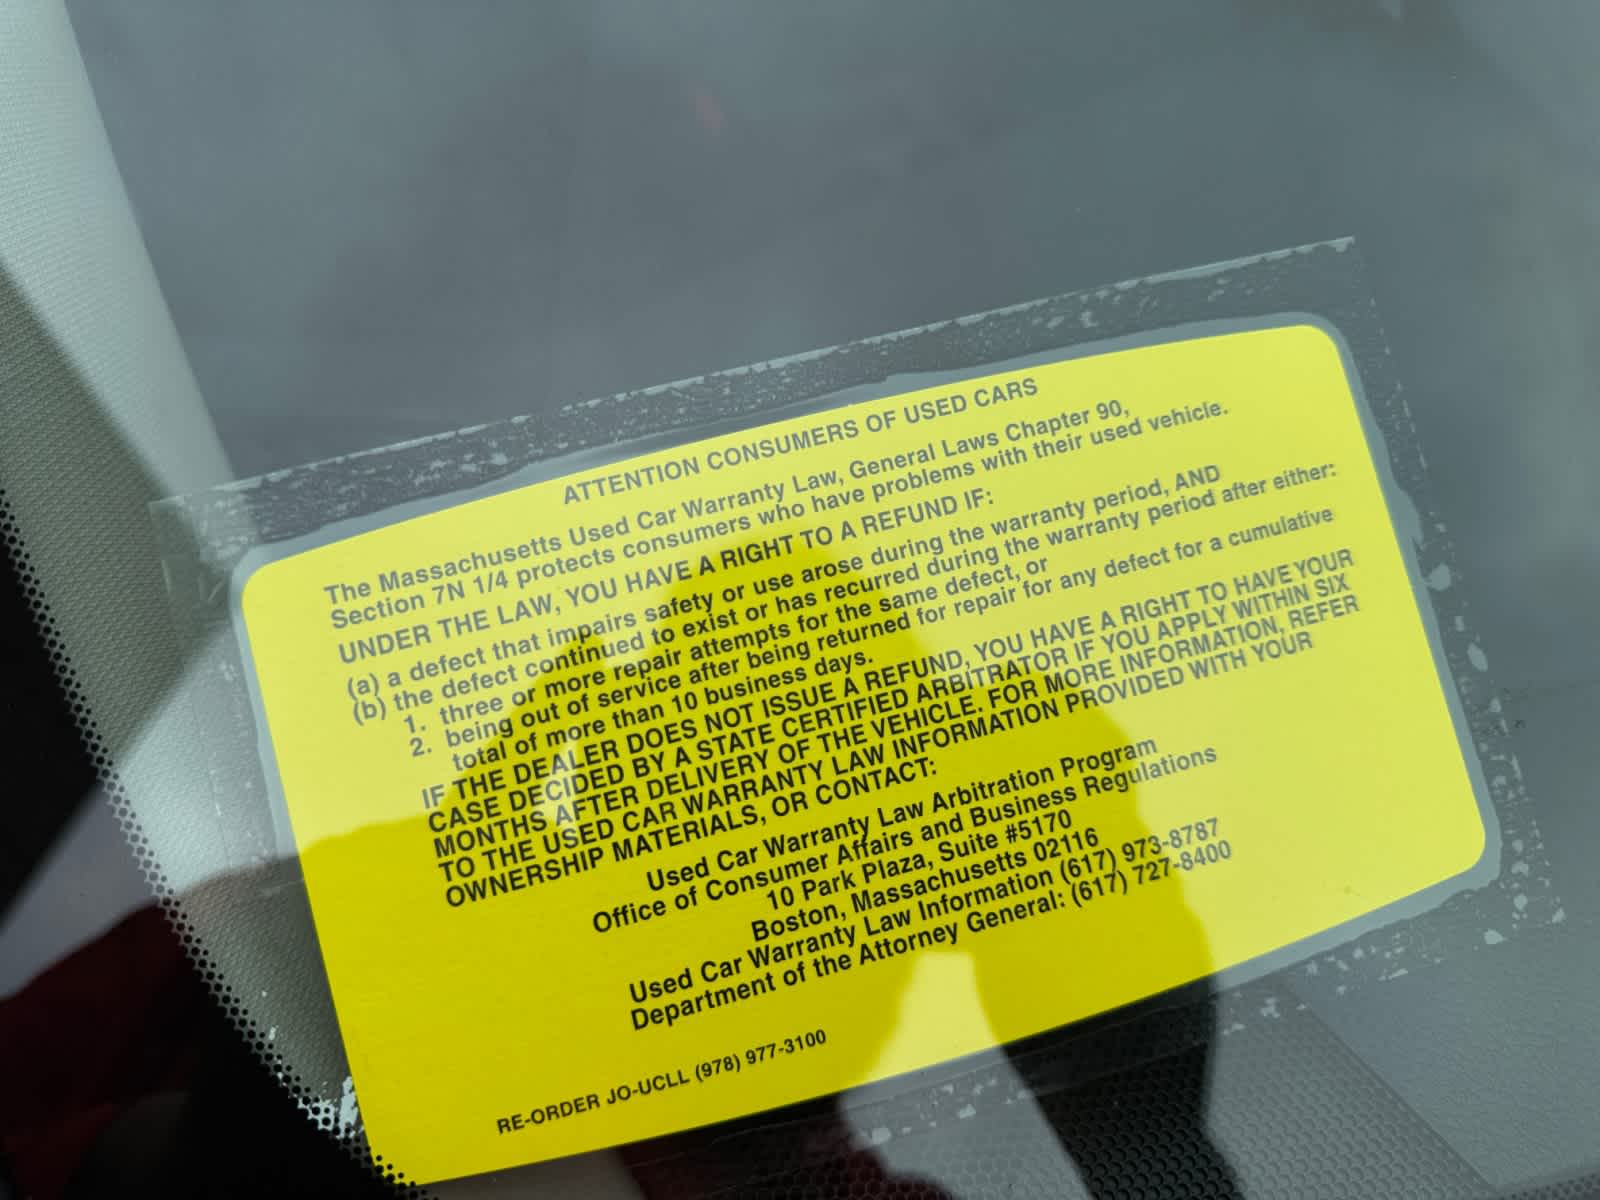 ATTENTION CONSUMERS OF USED CARS
The Massachusetts Used Car Warranty Law, General Laws Chapter 90,
Section 7N 1/4 protects consumers who have problems with their used vehicle.
UNDER THE LAW, YOU HAVE A RIGHT TO A REFUND IF:
(a) a defect that impairs safety or use arose during the warranty period, AND
(b) the defect continued to exist or has recurred during the warranty period after either:
1. three or more repair attempts for the same defect, or
2. being out of service after being returned for repair for any defect for a cumulative
total of more than 10 business days.
IF THE DEALER DOES NOT ISSUE A REFUND, YOU HAVE A RIGHT TO HAVE YOUR
CASE DECIDED BY A STATE CERTIFIED ARBITRATOR IF YOU APPLY WITHIN SIX
MONTHS AFTER DELIVERY OF THE VEHICLE. FOR MORE INFORMATION, REFER
TO THE USED CAR WARRANTY LAW INFORMATION PROVIDED WITH YOUR
OWNERSHIP MATERIALS, OR CONTACT:
Used Car Warranty Law Arbitration Program
Office of Consumer Affairs and Business Regulations
10 Park Plaza, Suite #5170
Boston, Massachusetts 02116
Used Car Warranty Law Information (617) 973-8787
Department of the Attorney General: (617) 727-8400
RE-ORDER JO-UCLL (978) 977-3100